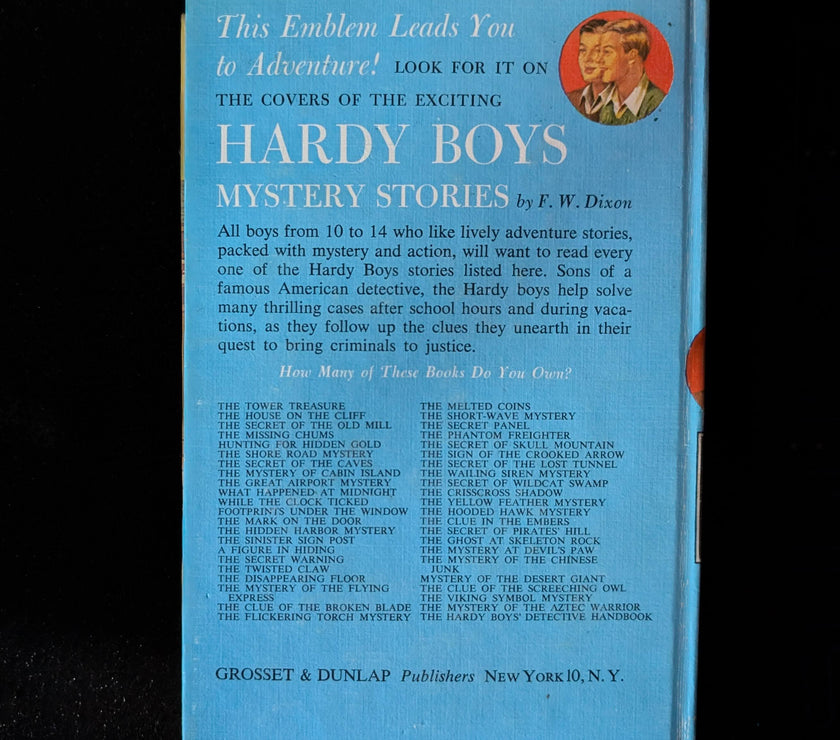 This Emblem Leads You
to Adventure! LOOK FOR IT ON
THE COVERS OF THE EXCITING
HARDY BOYS
MYSTERY STORIES by F. W. Dixon
All boys from 10 to 14 who like lively adventure stories,
packed with mystery and action, will want to read every
one of the Hardy Boys stories listed here. Sons of a
famous American detective, the Hardy boys help solve
many thrilling cases after school hours and during vaca-
tions, as they follow up the clues they unearth in their
quest to bring criminals to justice.
How Many of These Books Do You Own?
THE TOWER TREASURE
THE HOUSE ON THE CLIFF
THE SECRET OF THE OLD MILL
THE MISSING CHUMS
HUNTING FOR HIDDEN GOLD
THE SHORE ROAD MYSTERY
THE SECRET OF THE CAVES
THE MYSTERY OF CABIN ISLAND
THE GREAT AIRPORT MYSTERY
WHAT HAPPENED AT MIDNIGHT
WHILE THE CLOCK TICKED
FOOTPRINTS UNDER THE WINDOW
THE MARK ON THE DOOR
THE HIDDEN HARBOR MYSTERY
THE SINISTER SIGN POST
A FIGURE IN HIDING
THE SECRET WARNING
THE TWISTED CLAW
THE DISAPPEARING FLOOR
THE MYSTERY OF THE FLYING
EXPRESS
THE CLUE OF THE BROKEN BLADE
THE FLICKERING TORCH MYSTERY
THE MELTED COINS
THE SHORT-WAVE MYSTERY
THE SECRET PANEL
THE PHANTOM FREIGHTER
THE SECRET OF SKULL MOUNTAIN
THE SIGN OF THE CROOKED ARROW
THE SECRET OF THE LOST TUNNEL
THE WAILING SIREN MYSTERY
THE SECRET OF WILDCAT SWAMP
THE CRISSCROSS SHADOW
THE YELLOW FEATHER MYSTERY
THE HOODED HAWK MYSTERY
THE CLUE IN THE EMBERS
THE SECRET OF PIRATES' HILL
THE GHOST AT SKELETON ROCK
THE MYSTERY AT DEVIL'S PAW
THE MYSTERY OF THE CHINESE
JUNK
MYSTERY OF THE DESERT GIANT
THE CLUE OF THE SCREECHING OWL
THE VIKING SYMBOL MYSTERY
THE MYSTERY OF THE AZTEC WARRIOR
THE HARDY BOYS' DETECTIVE HANDBOOK
GROSSET & DUNLAP Publishers NEW YORK 10, N. Y.